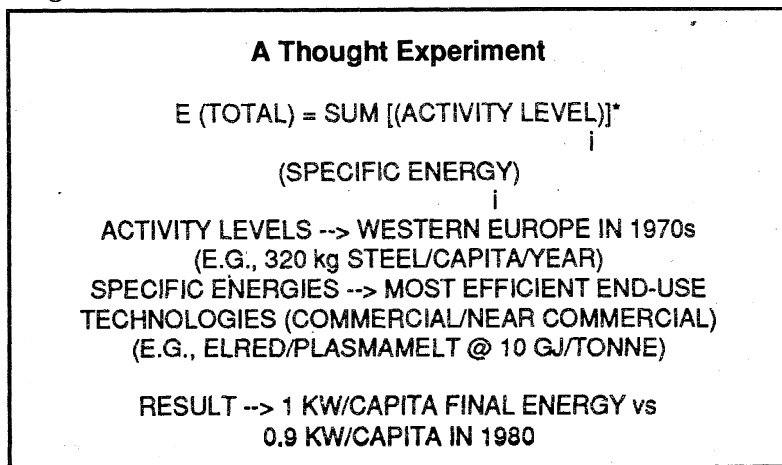 A Thought Experiment
E (TOTAL) = SUM [(ACTIVITY LEVEL)]*
i
(SPECIFIC ENERGY)
i
ACTIVITY LEVELS --> WESTERN EUROPE IN 1970s
(E.G., 320 kg STEEL/CAPITA/YEAR)
SPECIFIC ENERGIES --> MOST EFFICIENT END-USE
TECHNOLOGIES (COMMERCIAL/NEAR COMMERCIAL)
(E.G., ELRED/PLASMAMELT @ 10 GJ/TONNE)
RESULT --> 1 KW/CAPITA FINAL ENERGY vs
0.9 KW/CAPITA IN 1980